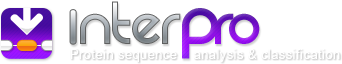 InterPro
Protein sequence analysis & classification